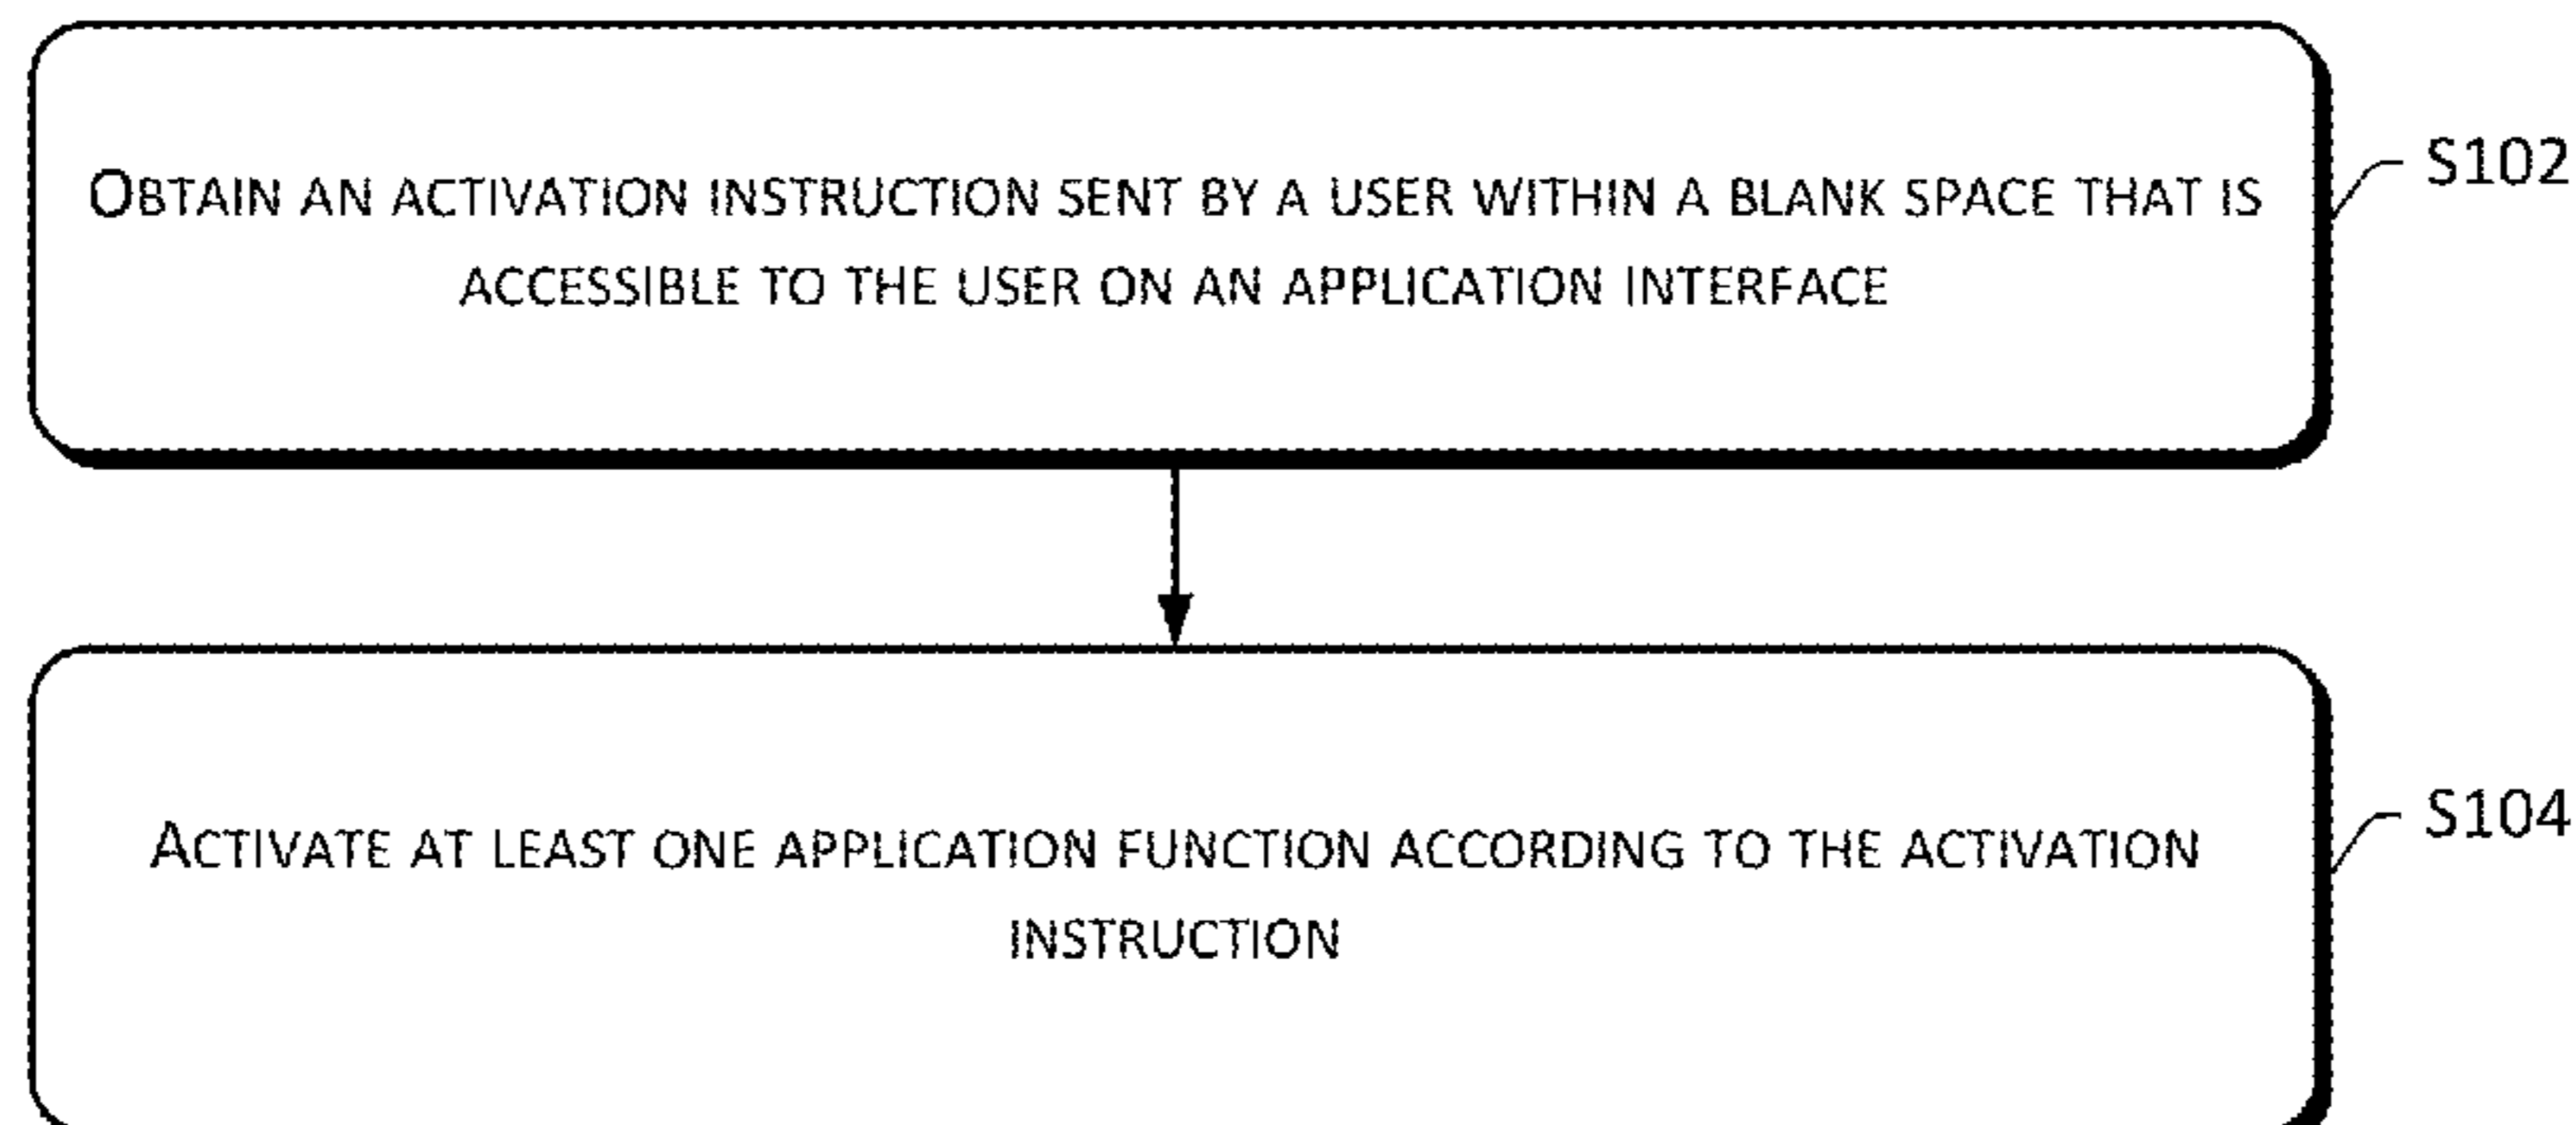 OBTAIN AN ACTIVATION INSTRUCTION SENT BY A USER WITHIN A BLANK SPACE THAT IS
ACCESSIBLE TO THE USER ON AN APPLICATION INTERFACE
S102
ACTIVATE AT LEAST ONE APPLICATION FUNCTION ACCORDING TO THE ACTIVATION
INSTRUCTION
S104